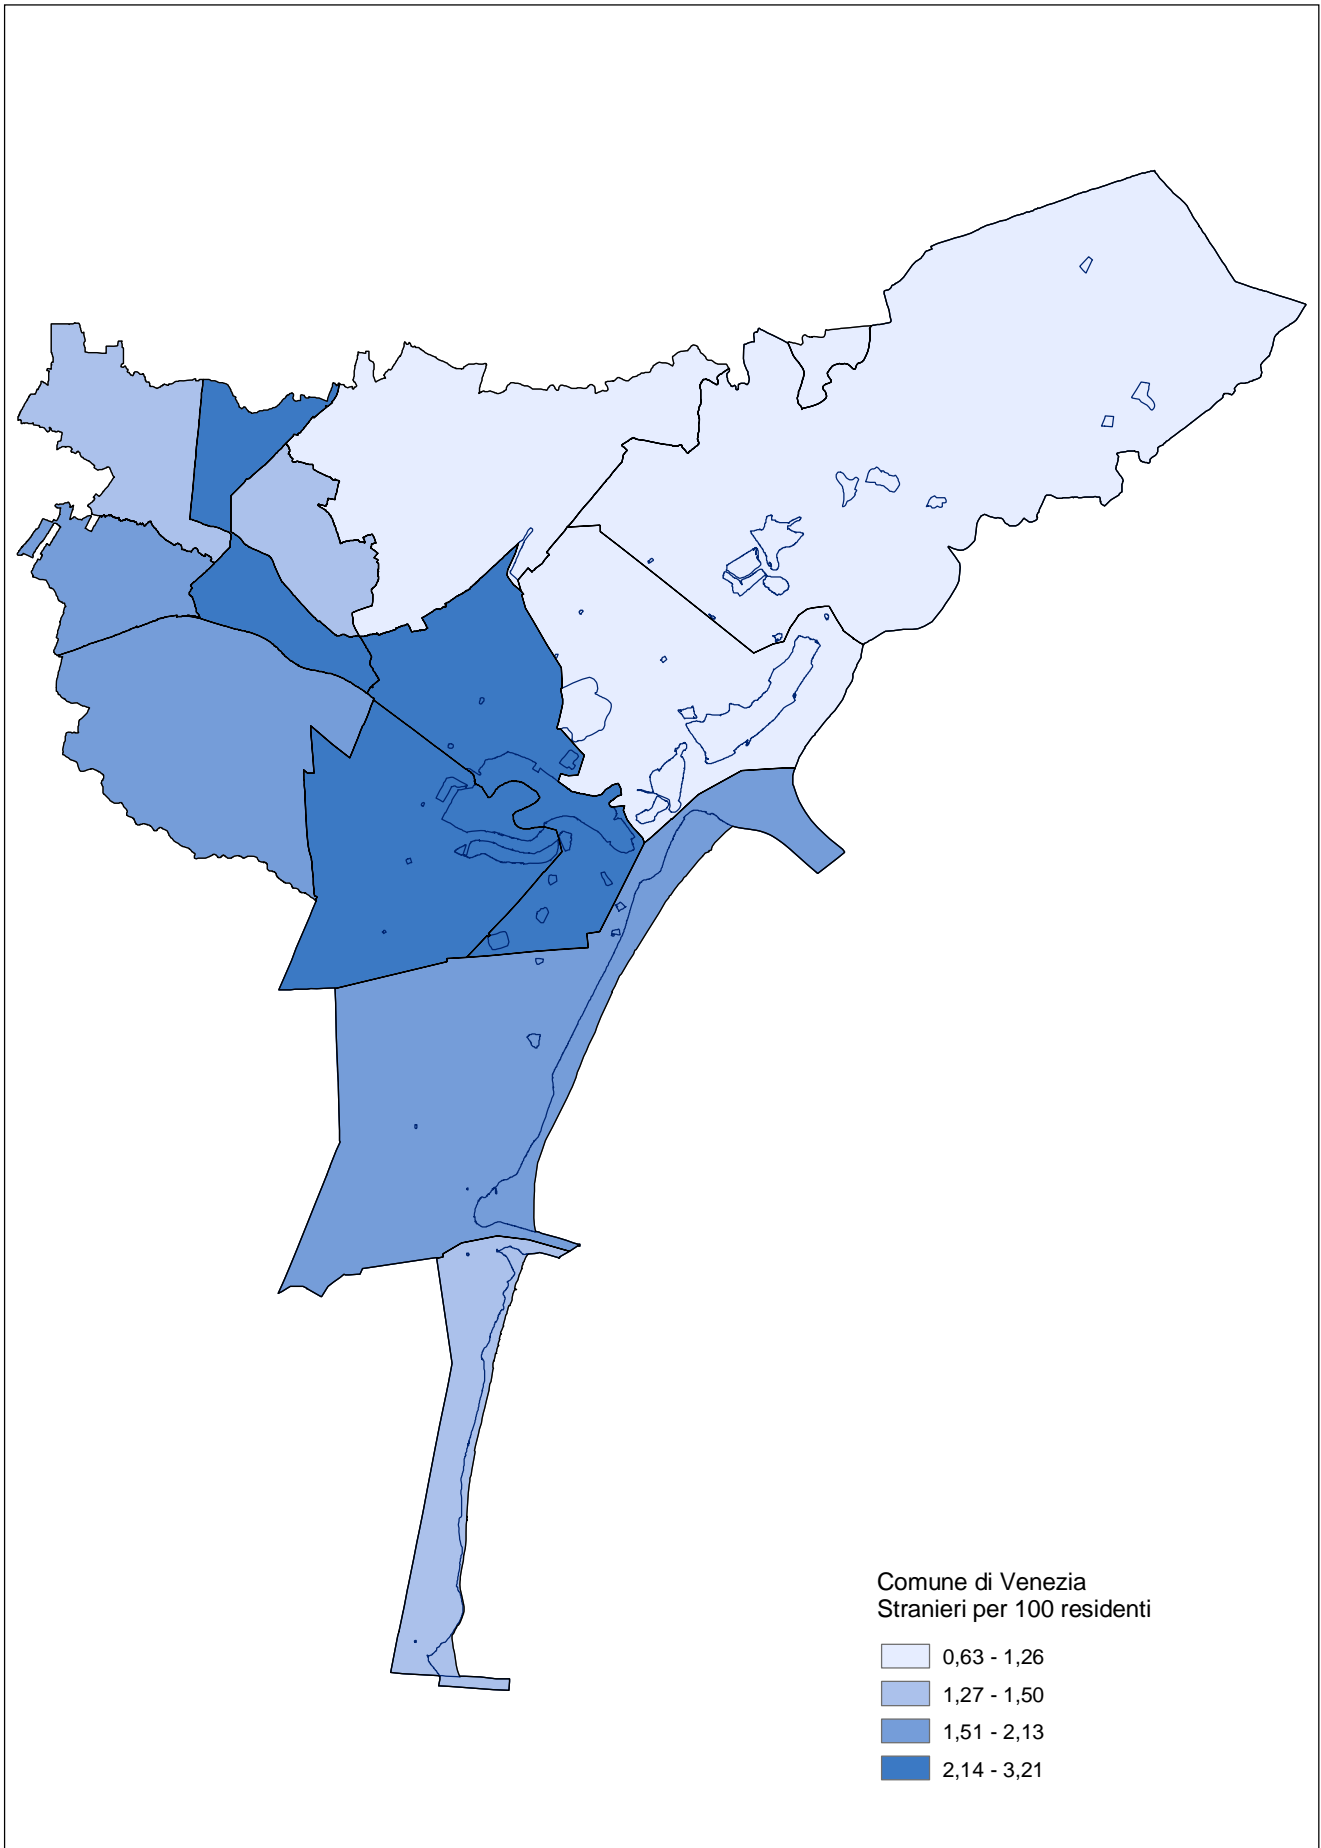 Comune di Venezia
Stranieri per 100 residenti
0,63 - 1,26
1,27 - 1,50
1,51 - 2,13
2,14 - 3,21